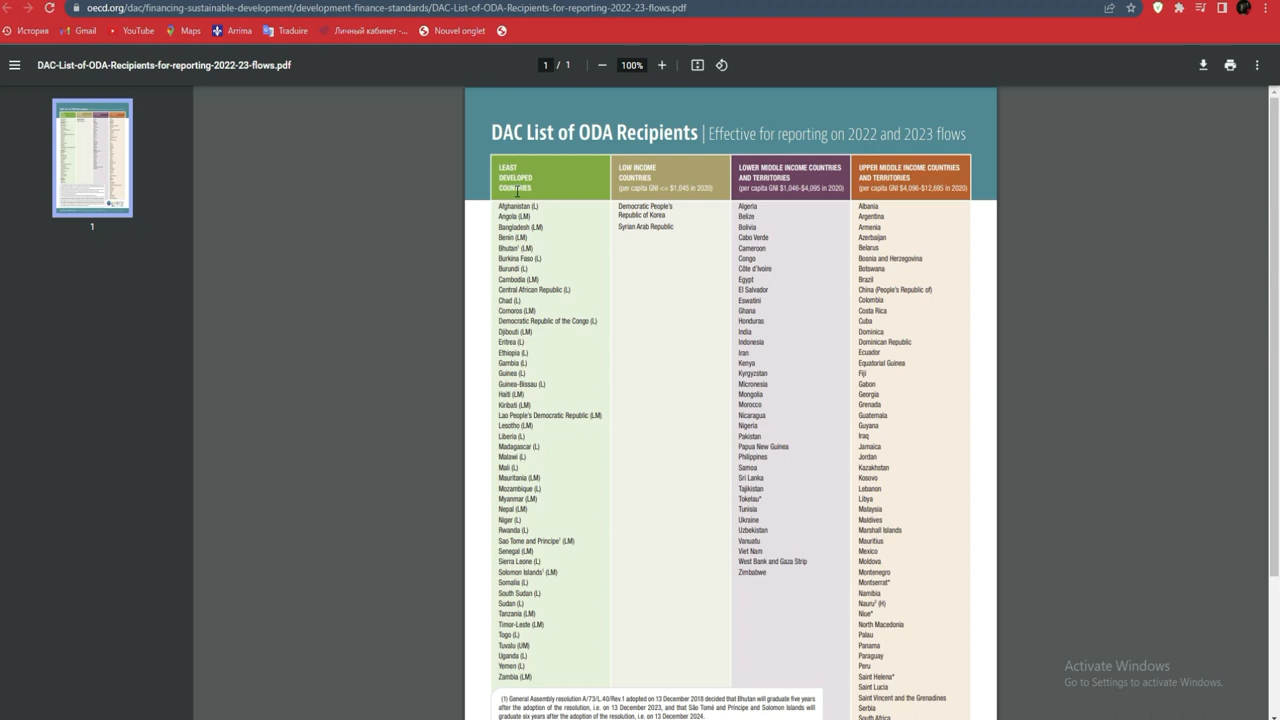 oecd.org/dac/financing-sustainable-development/development-finance-standards/DAC-List-of-ODA-Recipients-for-reporting-2022-23-flows.pdf
История Gmail YouTube Maps Arrima Traduire Личный кабинет -... Nouvel onglet
DAC-List-of-ODA-Recipients-for-reporting-2022-23-flows.pdf
1 / 1
100%
1
DAC List of ODA Recipients | Effective for reporting on 2022 and 2023 flows
LEAST
DEVELOPED
COUNTRIES
Afghanistan (L)
Angola (LM)
Bangladesh (LM)
Benin (LM)
Bhutan¹ (LM)
Burkina Faso (L)
Burundi (L)
Cambodia (LM)
Central African Republic (L)
Chad (L)
Comoros (LM)
Democratic Republic of the Congo (L)
Djibouti (LM)
Eritrea (L)
Ethiopia (L)
Gambia (L)
Guinea (L)
Guinea-Bissau (L)
Haiti (LM)
Kiribati (LM)
Lao People's Democratic Republic (LM)
Lesotho (LM)
Liberia (L)
Madagascar (L)
Malawi (L)
Mali (L)
Mauritania (LM)
Mozambique (L)
Myanmar (LM)
Nepal (LM)
Niger (L)
Rwanda (L)
Sao Tome and Principe¹ (LM)
Senegal (LM)
Sierra Leone (L)
Solomon Islands¹ (LM)
Somalia (L)
South Sudan (L)
Sudan (L)
Tanzania (LM)
Timor-Leste (LM)
Togo (L)
Tuvalu (UM)
Uganda (L)
Yemen (L)
Zambia (LM)
LOW INCOME
COUNTRIES
(per capita GNI <= $1,045 in 2020)
Democratic People's
Republic of Korea
Syrian Arab Republic
LOWER MIDDLE INCOME COUNTRIES
AND TERRITORIES
(per capita GNI $1,046-$4,095 in 2020)
Algeria
Belize
Bolivia
Cabo Verde
Cameroon
Congo
Côte d'Ivoire
Egypt
El Salvador
Eswatini
Ghana
Honduras
India
Indonesia
Iran
Kenya
Kyrgyzstan
Micronesia
Mongolia
Morocco
Nicaragua
Nigeria
Pakistan
Papua New Guinea
Philippines
Samoa
Sri Lanka
Tajikistan
Tokelau*
Tunisia
Ukraine
Uzbekistan
Vanuatu
Viet Nam
West Bank and Gaza Strip
Zimbabwe
UPPER MIDDLE INCOME COUNTRIES
AND TERRITORIES
(per capita GNI $4,096-$12,695 in 2020)
Albania
Argentina
Armenia
Azerbaijan
Belarus
Bosnia and Herzegovina
Botswana
Brazil
China (People's Republic of)
Colombia
Costa Rica
Cuba
Dominica
Dominican Republic
Ecuador
Equatorial Guinea
Fiji
Gabon
Georgia
Grenada
Guatemala
Guyana
Iraq
Jamaica
Jordan
Kazakhstan
Kosovo
Lebanon
Libya
Malaysia
Maldives
Marshall Islands
Mauritius
Mexico
Moldova
Montenegro
Montserrat*
Namibia
Nauru² (H)
Niue*
North Macedonia
Palau
Panama
Paraguay
Peru
Saint Helena*
Saint Lucia
Saint Vincent and the Grenadines
Serbia
South Africa
(1) General Assembly resolution A/73/L.40/Rev.1 adopted on 13 December 2018 decided that Bhutan will graduate five years
after the adoption of the resolution, i.e. on 13 December 2023, and that São Tomé and Príncipe and Solomon Islands will
graduate six years after the adoption of the resolution, i.e. on 13 December 2024.
Activate Windows
Go to Settings to activate Windows.